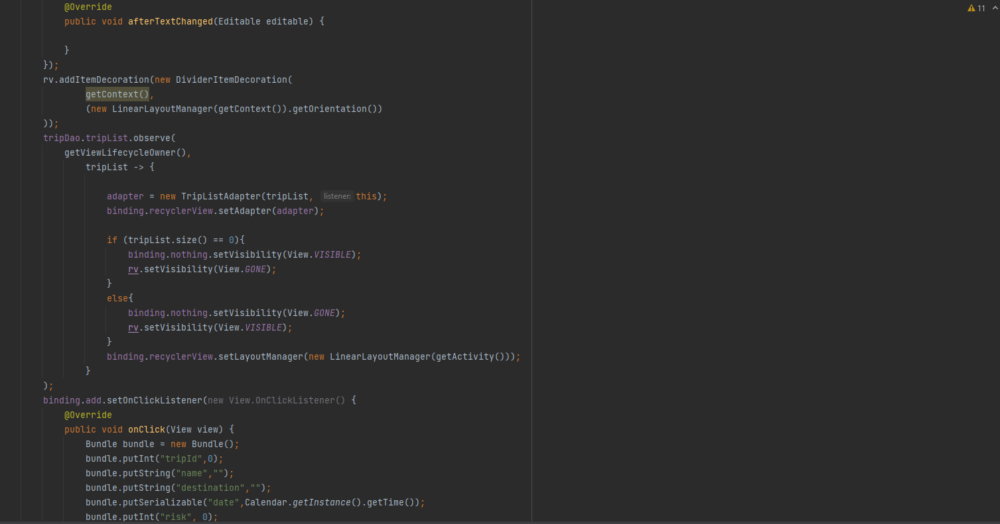 @Override
11
public void afterTextChanged(Editable editable) {
}
});
rv.addItemDecoration(new DividerItemDecoration(
getContext(),
(new LinearLayoutManager(getContext()).getOrientation())
));
tripDao.tripList.observe(
getViewLifecycleOwner(),
tripList -> {
adapter = new TripListAdapter(tripList, listener: this);
binding.recyclerView.setAdapter(adapter);
if (tripList.size() == 0){
binding.nothing.setVisibility(View.VISIBLE);
rv.setVisibility(View.GONE);
}
else{
binding.nothing.setVisibility(View.GONE);
rv.setVisibility(View.VISIBLE);
}
binding.recyclerView.setLayoutManager(new LinearLayoutManager(getActivity()));
}
);
binding.add.setOnClickListener(new View.OnClickListener() {
@Override
public void onClick(View view) {
Bundle bundle = new Bundle();
bundle.putInt("tripId",0);
bundle.putString("name","");
bundle.putString("destination","");
bundle.putSerializable("date",Calendar.getInstance().getTime());
bundle.putInt("risk", 0);